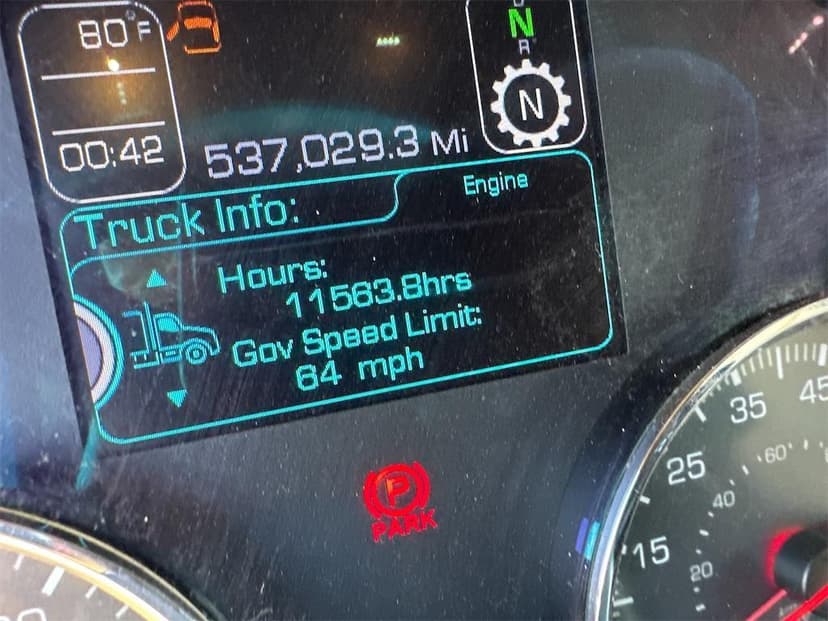 80°F
N
R
N
00:42
537,029.3 Mi
Engine
Truck Info:
Hours:
11563.8hrs
Gov Speed Limit:
64 mph
P
PARK
45
35
25
15
60
40
20